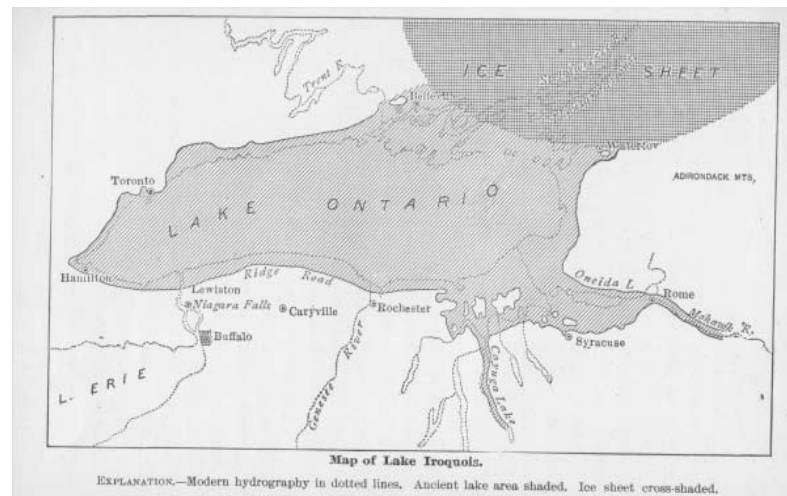 ICE SHEET
Trent R.
Belleville
ADIRONDACK MTS,
Toronto
LAKE ONTARIO
Hamilton
Ridge Road
Oneida L
Lewiston
Niagara Falls
Caryville
Rochester
Rome
Mohawk R.
Buffalo
Genesee River
Cayuga Lake
Syracuse
L. ERIE
Map of Lake Iroquois.
EXPLANATION.—Modern hydrography in dotted lines. Ancient lake area shaded. Ice sheet cross-shaded.